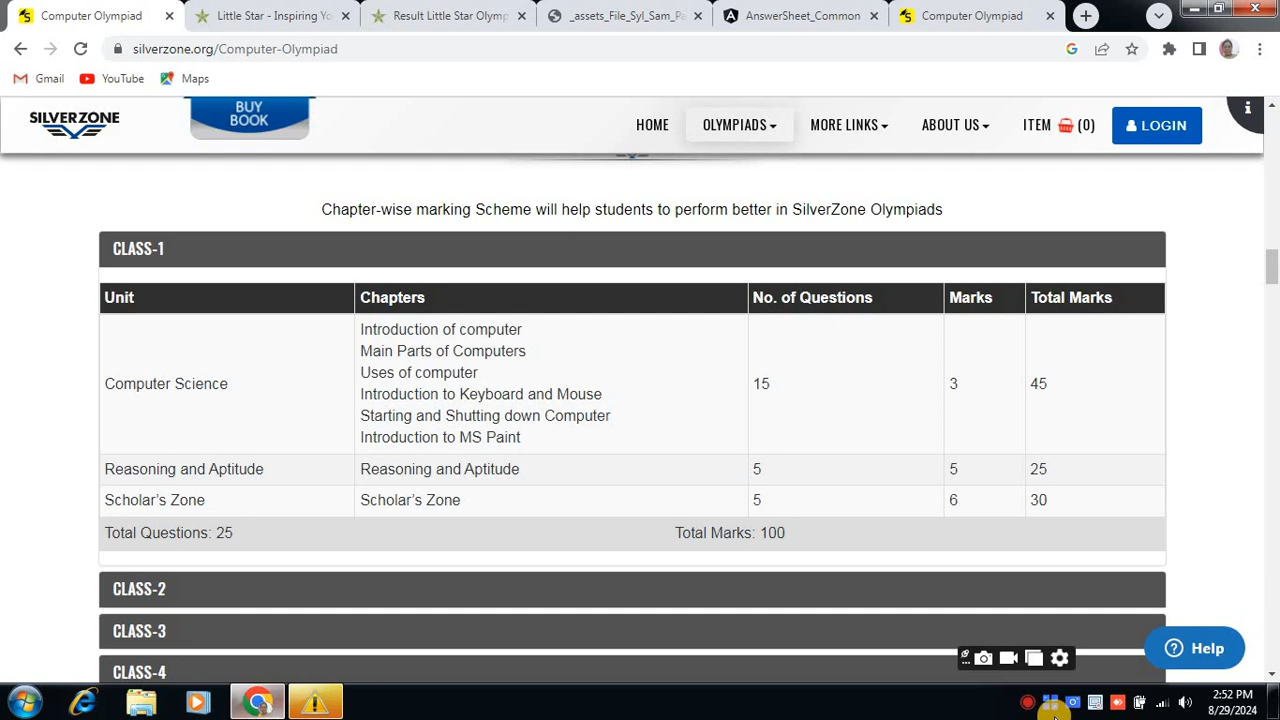 Computer Olympiad
Little Star - Inspiring Yo
Result Little Star Olymp
_assets_File_Syl_Sam_P
AnswerSheet_Common
Computer Olympiad
silverzone.org/Computer-Olympiad
Gmail
YouTube
Maps
SILVERZONE
BUY
BOOK
HOME
OLYMPIADS
MORE LINKS
ABOUT US
ITEM (0)
LOGIN
Chapter-wise marking Scheme will help students to perform better in SilverZone Olympiads
CLASS-1
Unit Chapters No. of Questions Marks Total Marks
Introduction of computer
Main Parts of Computers
Uses of computer
Computer Science 15 3 45
Introduction to Keyboard and Mouse
Starting and Shutting down Computer
Introduction to MS Paint
Reasoning and Aptitude Reasoning and Aptitude 5 5 25
Scholar’s Zone Scholar’s Zone 5 6 30
Total Questions: 25 Total Marks: 100
CLASS-2
CLASS-3
CLASS-4
Help
2:52 PM
8/29/2024